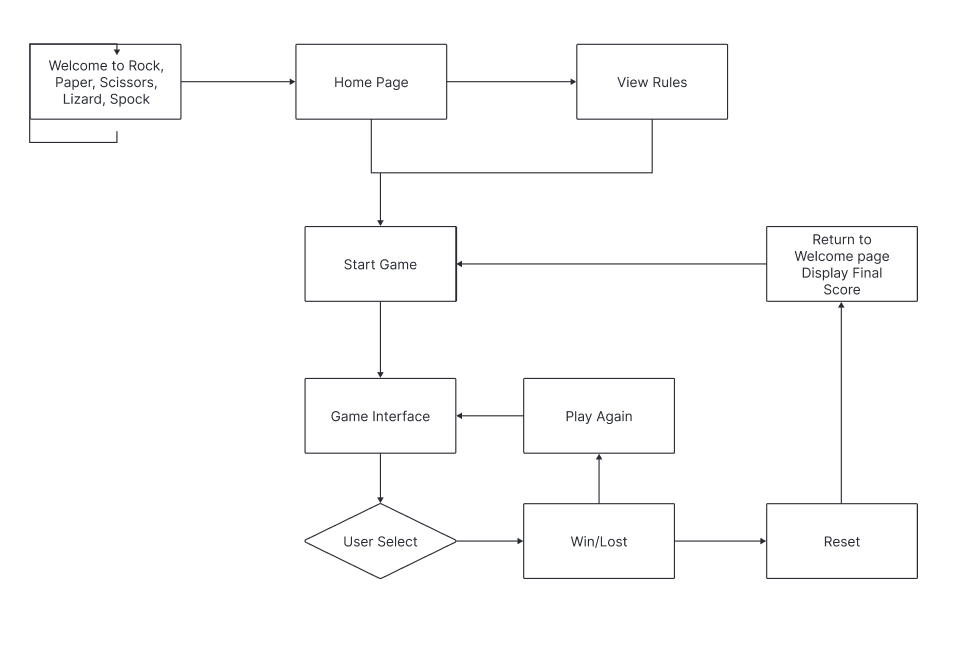 Welcome to Rock,
Paper, Scissors,
Lizard, Spock
Home Page
View Rules
Start Game
Return to
Welcome page
Display Final
Score
Game Interface
Play Again
User Select
Win/Lost
Reset